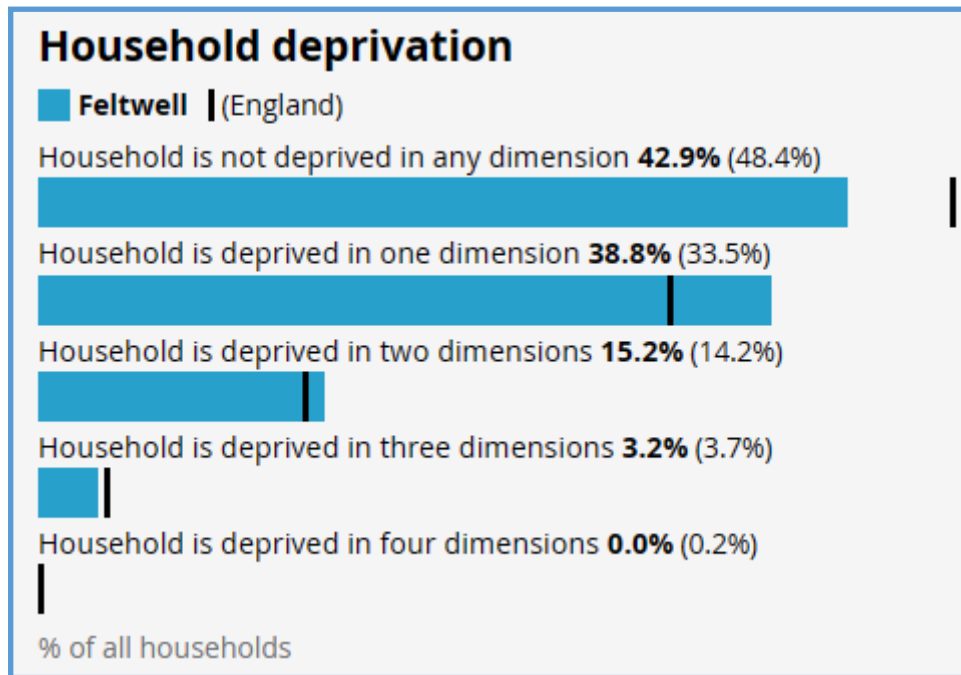 Household deprivation
Feltwell (England)
Household is not deprived in any dimension 42.9% (48.4%)
Household is deprived in one dimension 38.8% (33.5%)
Household is deprived in two dimensions 15.2% (14.2%)
Household is deprived in three dimensions 3.2% (3.7%)
Household is deprived in four dimensions 0.0% (0.2%)
% of all households